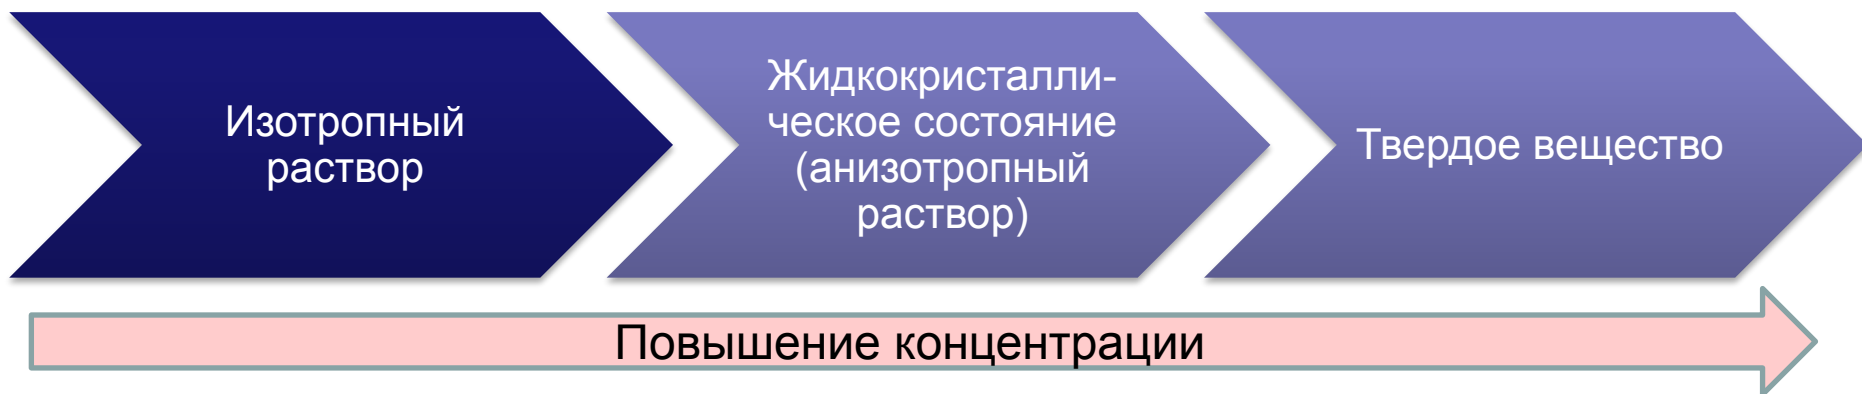 Изотропный
раствор
Жидкокристалли-
ческое состояние
(анизотропный
раствор)
Твердое вещество
Повышение концентрации